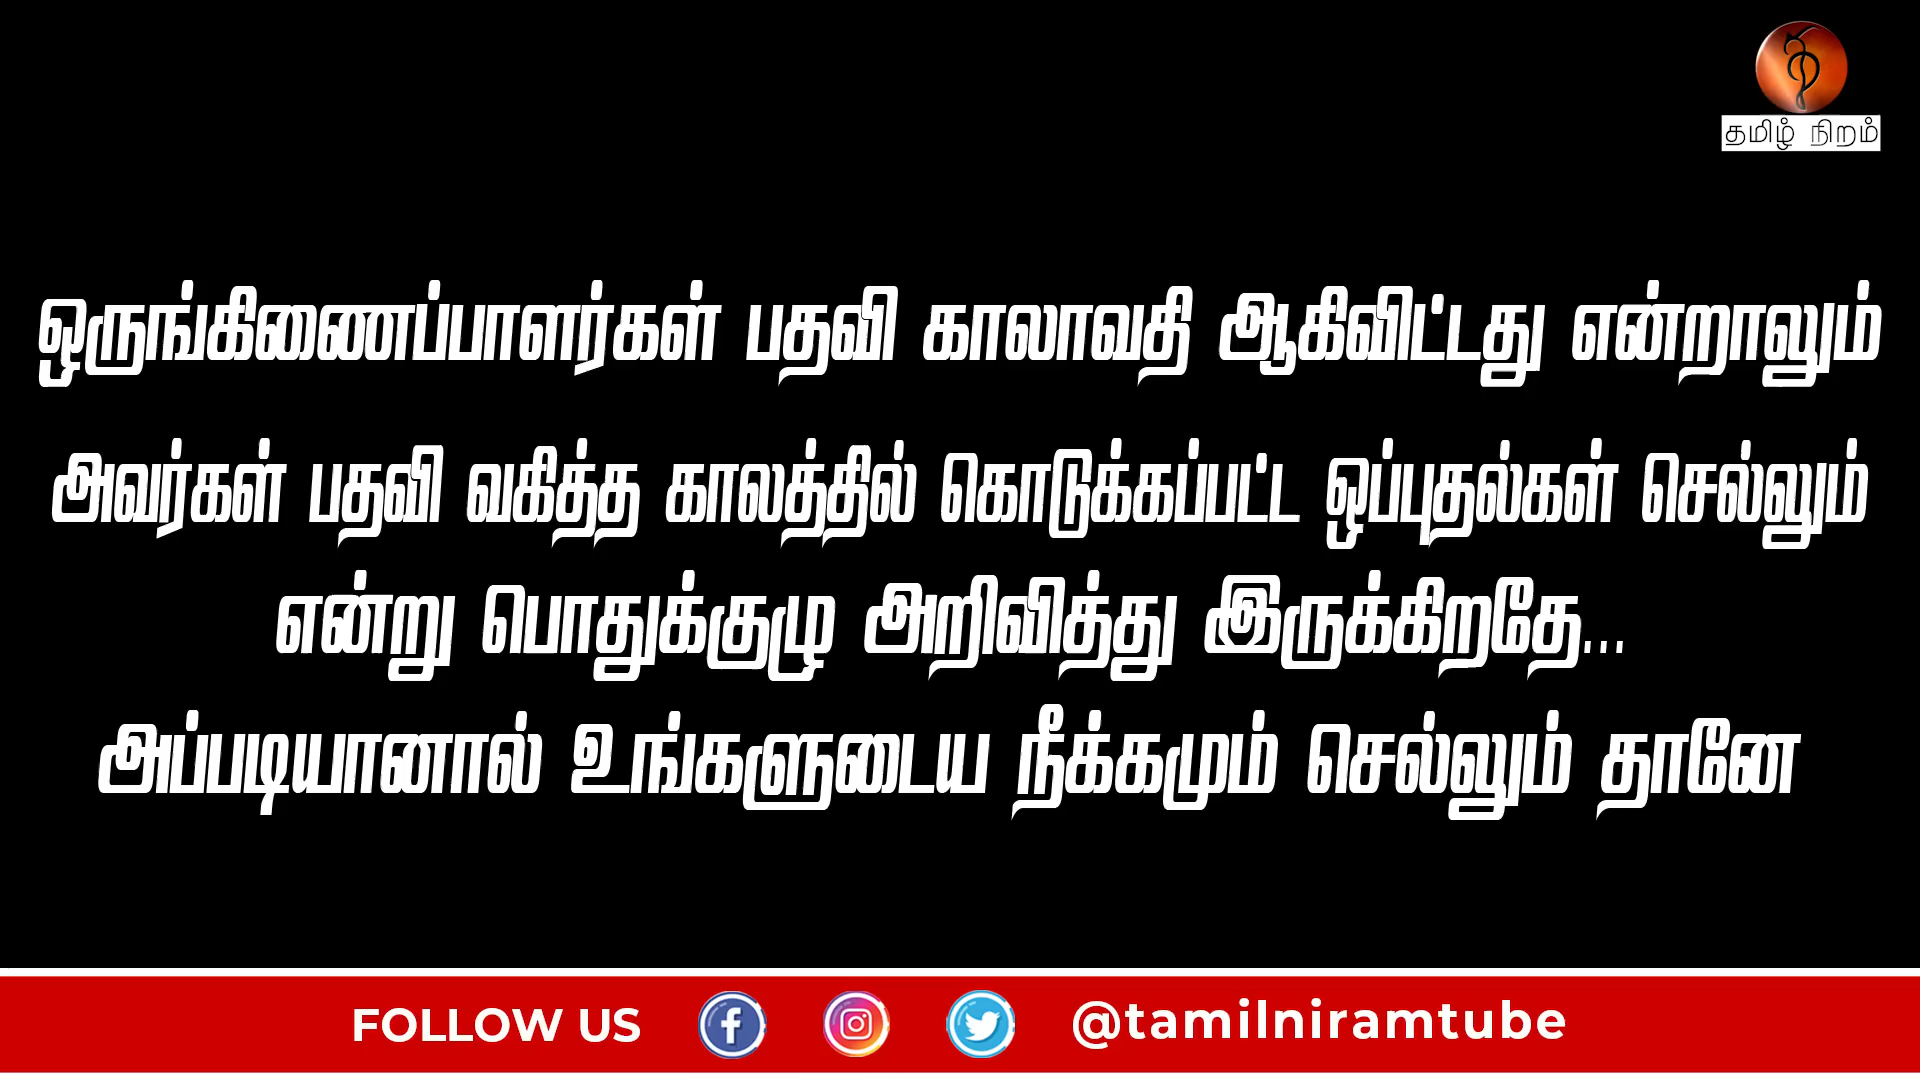 தமிழ் நிறம்
ஒருங்கிணைப்பாளர்கள் பதவி காலாவதி ஆகிவிட்டது என்றாலும்
அவர்கள் பதவி வகித்த காலத்தில் கொடுக்கப்பட்ட ஒப்புதல்கள் செல்லும்
என்று பொதுக்குழு அறிவித்து இருக்கிறதே...
அப்படியானால் உங்களுடைய நீக்கமும் செல்லும் தானே
FOLLOW US @tamilniramtube